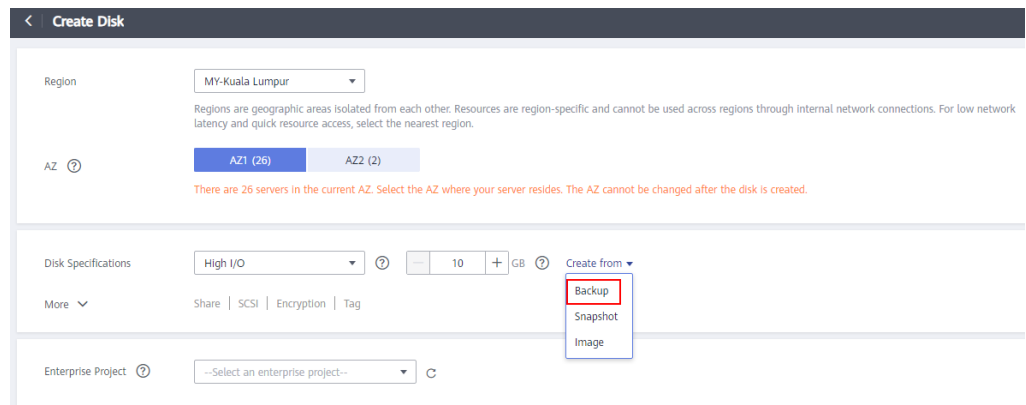 Create Disk
Region
MY-Kuala Lumpur
Regions are geographic areas isolated from each other. Resources are region-specific and cannot be used across regions through internal network connections. For low network
latency and quick resource access, select the nearest region.
AZ
AZ1 (26)
AZ2 (2)
There are 26 servers in the current AZ. Select the AZ where your server resides. The AZ cannot be changed after the disk is created.
Disk Specifications
High I/O
10
GB
Create from
Backup
Snapshot
Image
More
Share | SCSI | Encryption | Tag
Enterprise Project
--Select an enterprise project--